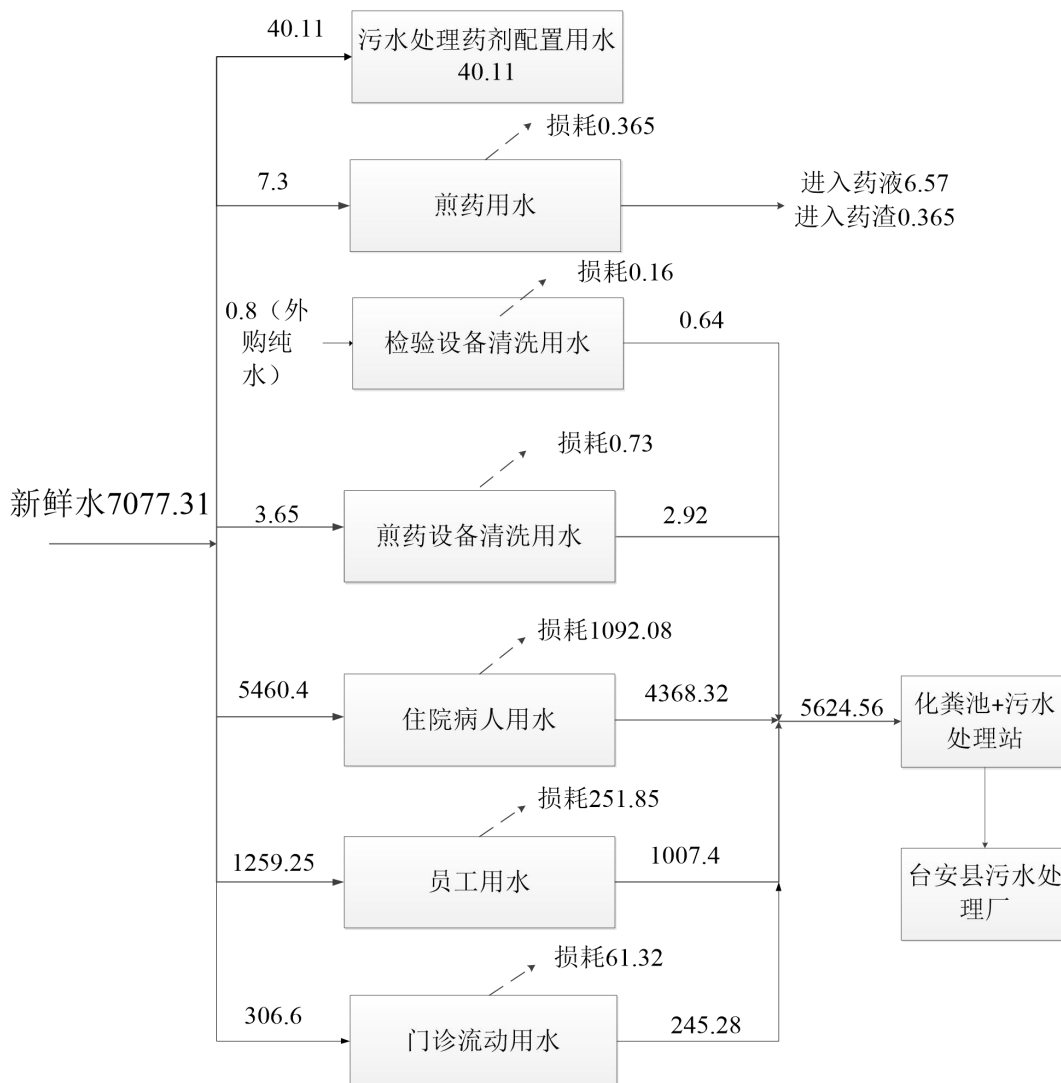 40.11
污水处理药剂配置用水
40.11
损耗0.365
7.3
煎药用水
进入药液6.57
进入药渣0.365
损耗0.16
0.8（外
购纯
水）
检验设备清洗用水
0.64
损耗0.73
新鲜水7077.31
3.65
煎药设备清洗用水
2.92
损耗1092.08
5460.4
住院病人用水
4368.32
5624.56
化粪池+污水
处理站
损耗251.85
1259.25
员工用水
1007.4
台安县污水处
理厂
损耗61.32
306.6
门诊流动用水
245.28